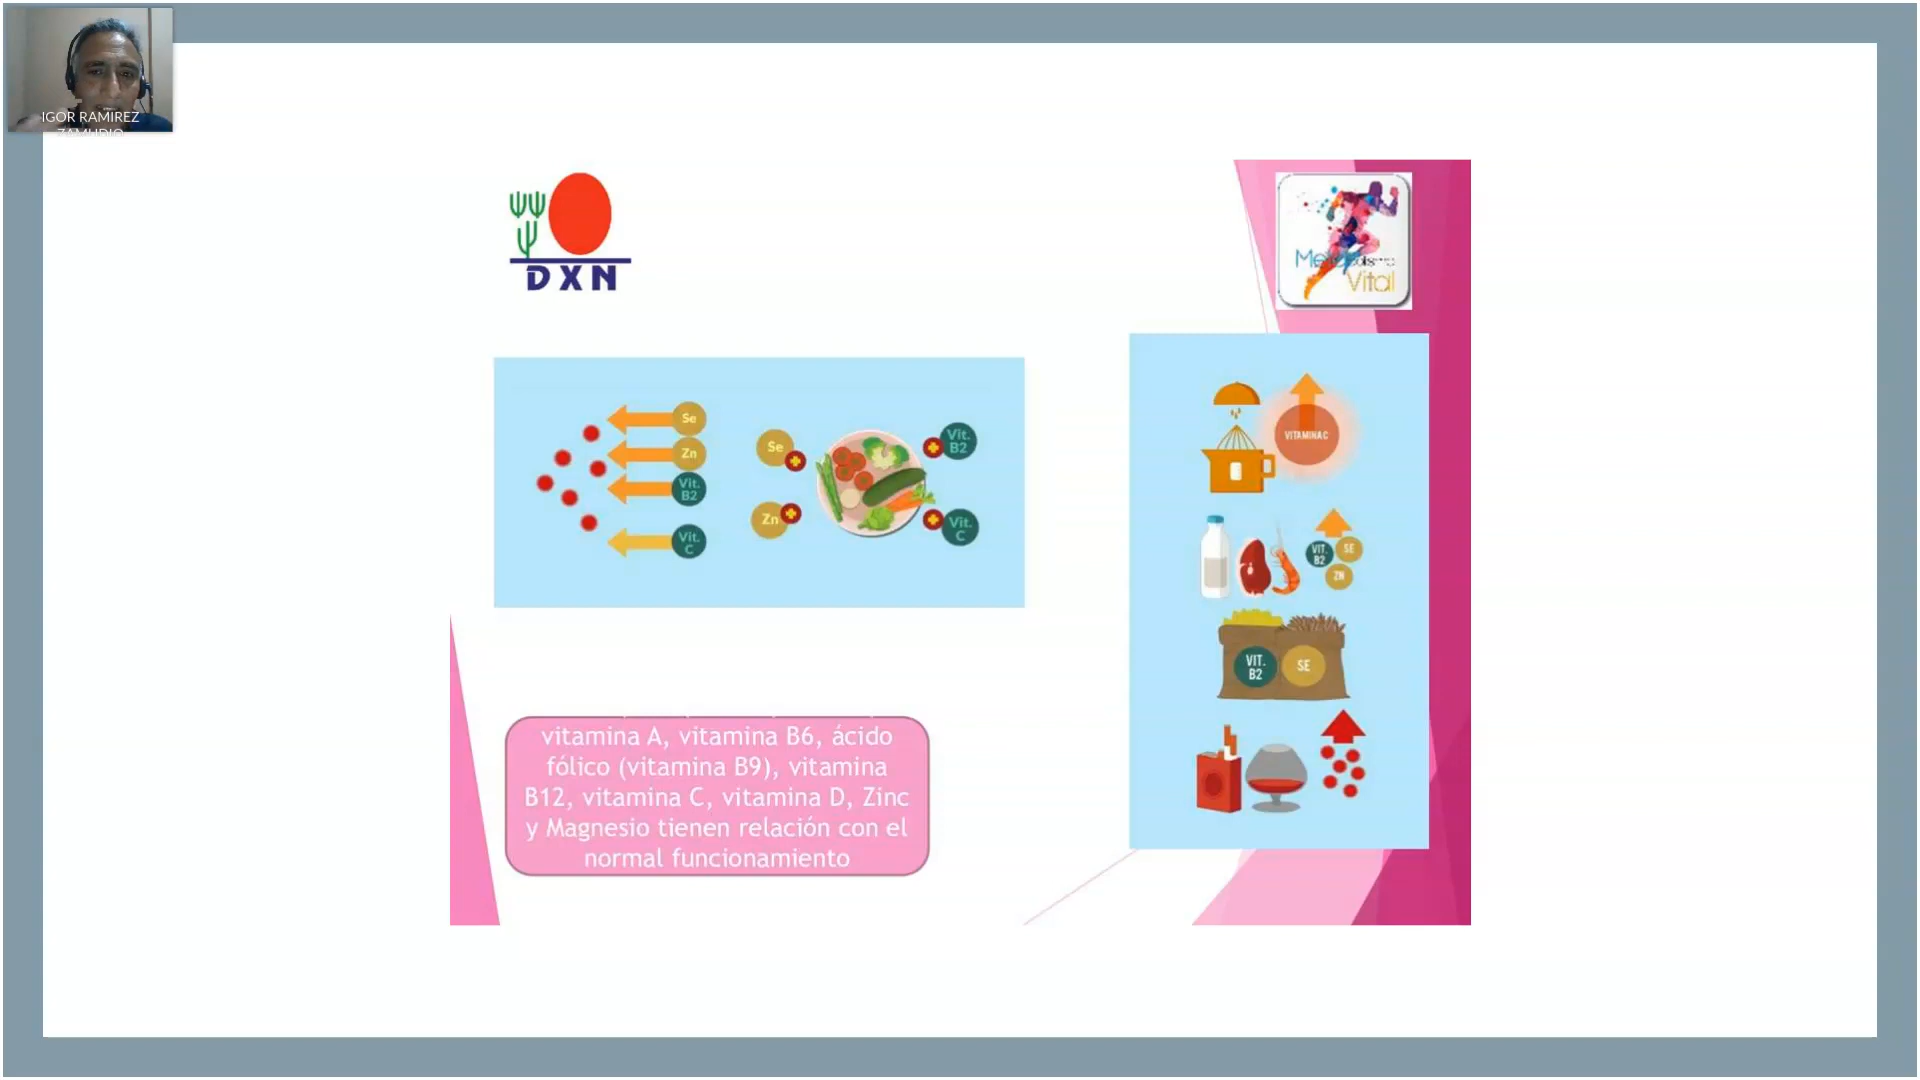 IGOR RAMIREZ
ZAMUDIO
DXN
Vital
Se
Zn
Vit.
B2
Vit.
C
Se
Zn
Vit.
B2
Vit.
C
VITAMINA C
VIT.
B2
SE
ZN
VIT.
B2
SE
vitamina A, vitamina B6, ácido
fólico (vitamina B9), vitamina
B12, vitamina C, vitamina D, Zinc
y Magnesio tienen relación con el
normal funcionamiento